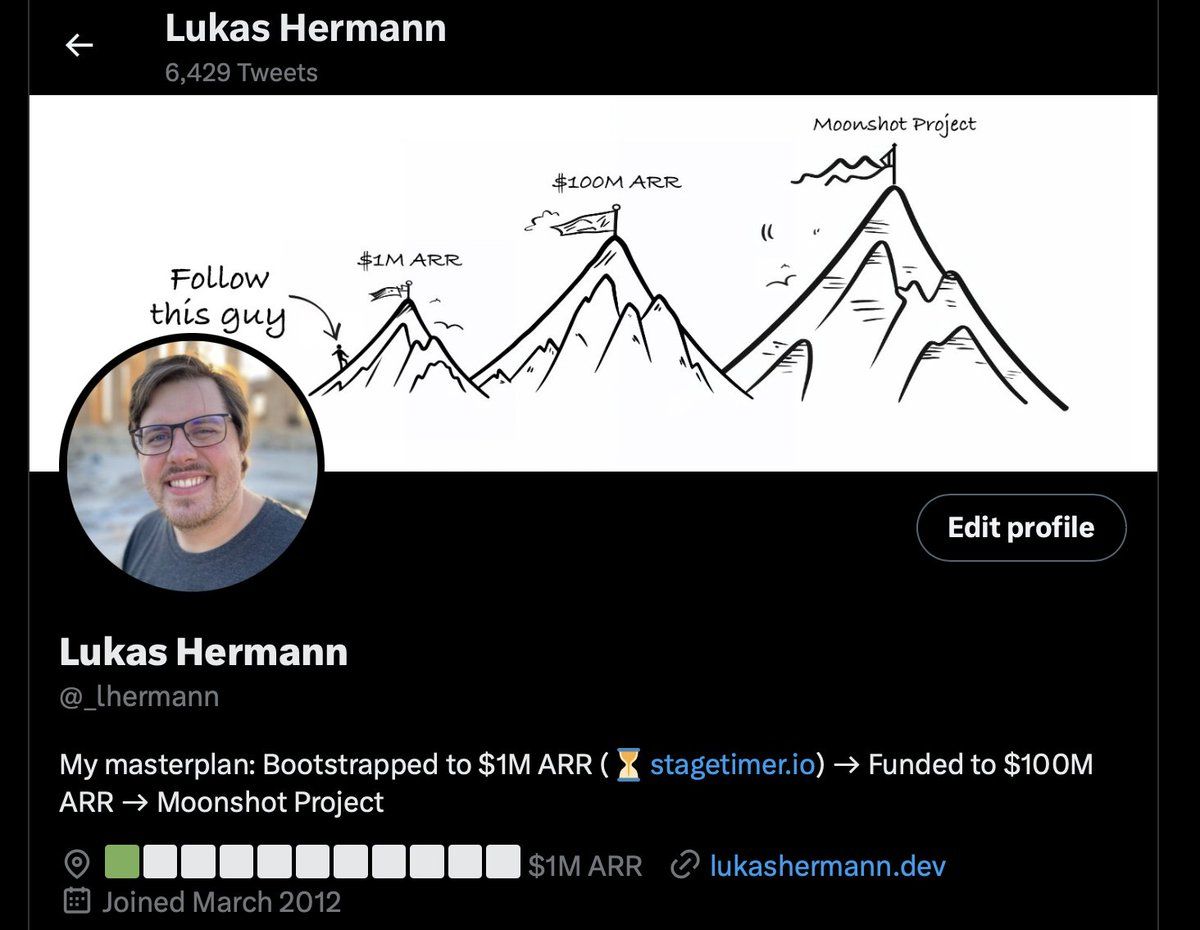 Lukas Hermann
6,429 Tweets
Moonshot Project
$100M ARR
$1M ARR
Follow
this guy
Edit profile
Lukas Hermann
@_lhermann
My masterplan: Bootstrapped to $1M ARR (⏳ stagetimer.io) → Funded to $100M
ARR → Moonshot Project
🟩⬜⬜⬜⬜⬜⬜⬜⬜⬜⬜ $1M ARR lukashermann.dev
Joined March 2012